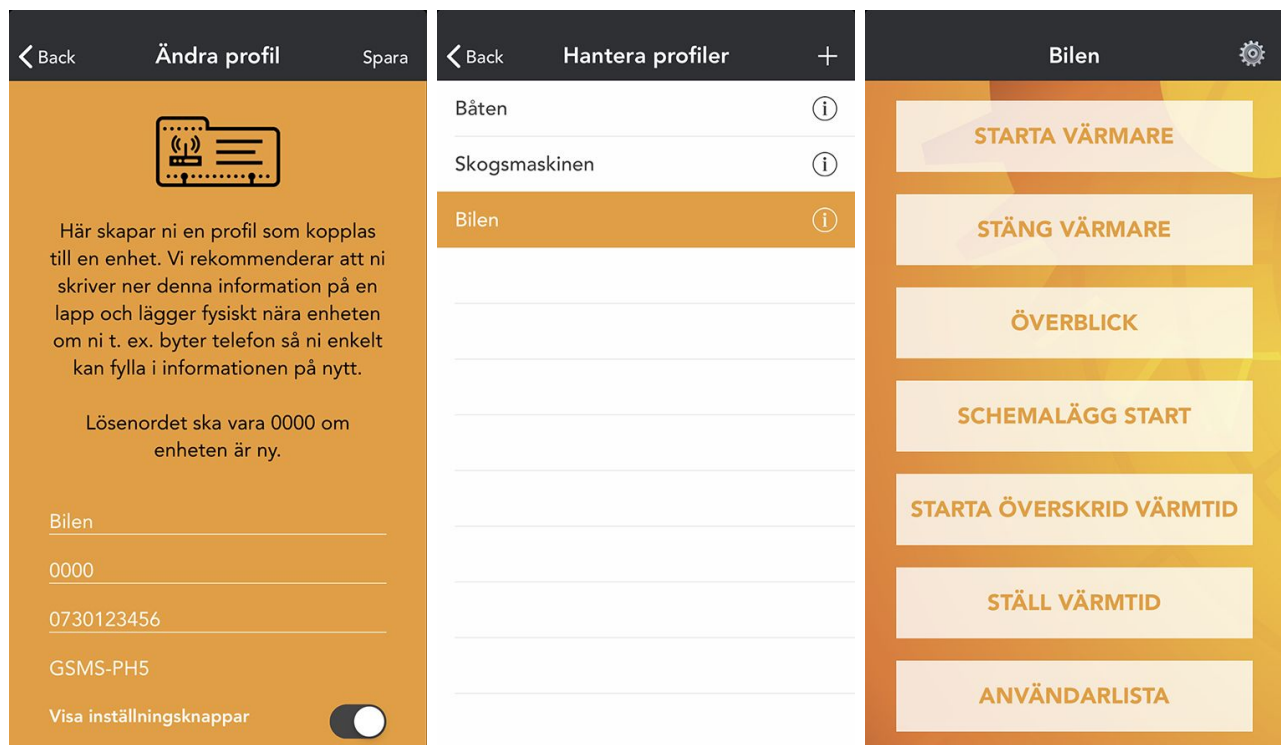 Back
Ändra profil
Spara
Här skapar ni en profil som kopplas
till en enhet. Vi rekommenderar att ni
skriver ner denna information på en
lapp och lägger fysiskt nära enheten
om ni t. ex. byter telefon så ni enkelt
kan fylla i informationen på nytt.
Lösenordet ska vara 0000 om
enheten är ny.
Bilen
0000
0730123456
GSMS-PH5
Visa inställningsknappar
Back
Hantera profiler
Båten
Skogsmaskinen
Bilen
Bilen
STARTA VÄRMARE
STÄNG VÄRMARE
ÖVERBLICK
SCHEMALÄGG START
STARTA ÖVERSKRID VÄRMTID
STÄLL VÄRMTID
ANVÄNDARLISTA